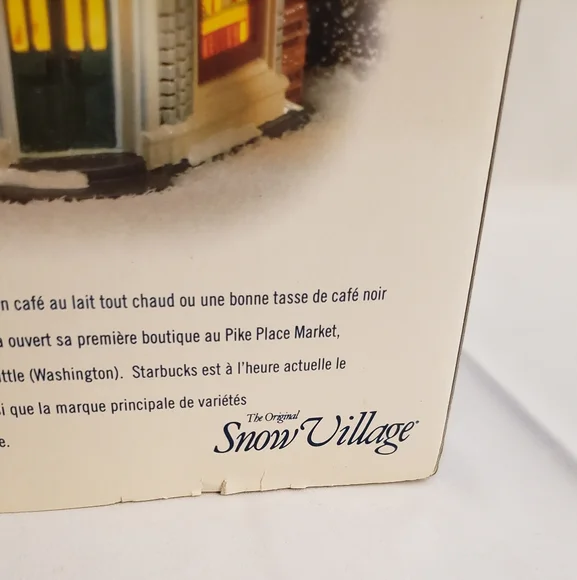 n café au lait tout chaud ou une bonne tasse de café noir
a ouvert sa première boutique au Pike Place Market,
ttle (Washington). Starbucks est à l'heure actuelle le
i que la marque principale de variétés
e.
The Original
Snow Village